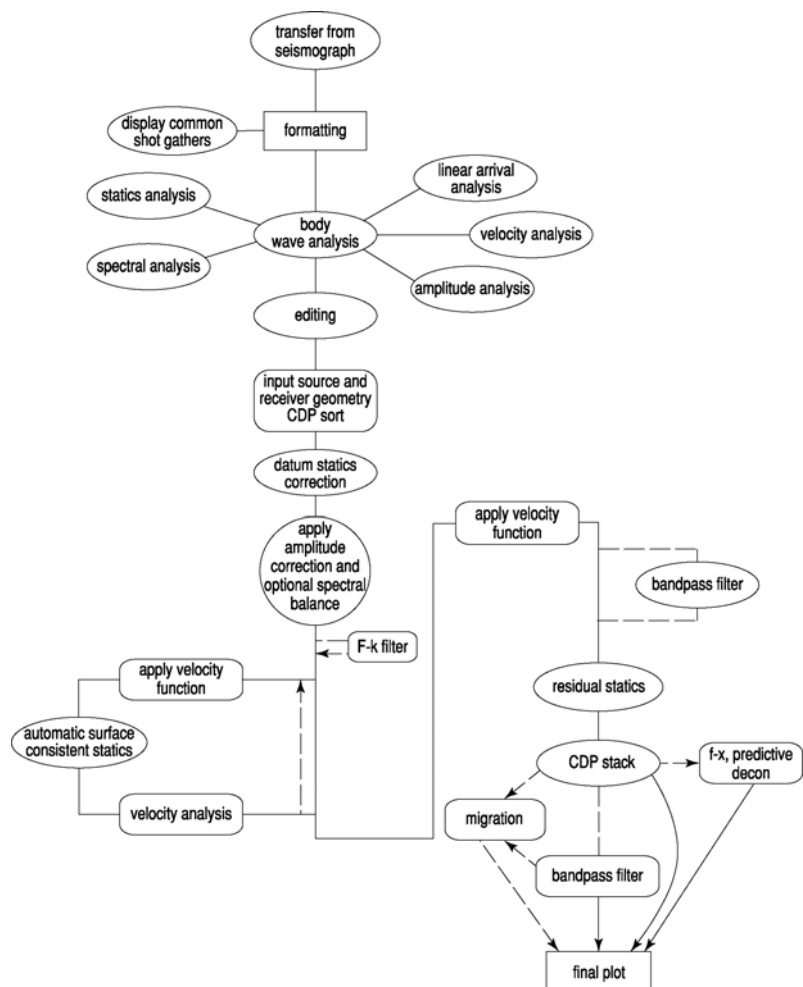 transfer from
seismograph
display common
shot gathers
formatting
linear arrival
analysis
statics analysis
body
wave analysis
velocity analysis
spectral analysis
amplitude analysis
editing
input source and
receiver geometry
CDP sort
datum statics
correction
apply
amplitude
correction and
optional spectral
balance
F-k filter
apply velocity
function
automatic surface
consistent statics
velocity analysis
apply velocity
function
bandpass filter
residual statics
CDP stack
f-x, predictive
decon
migration
bandpass filter
final plot